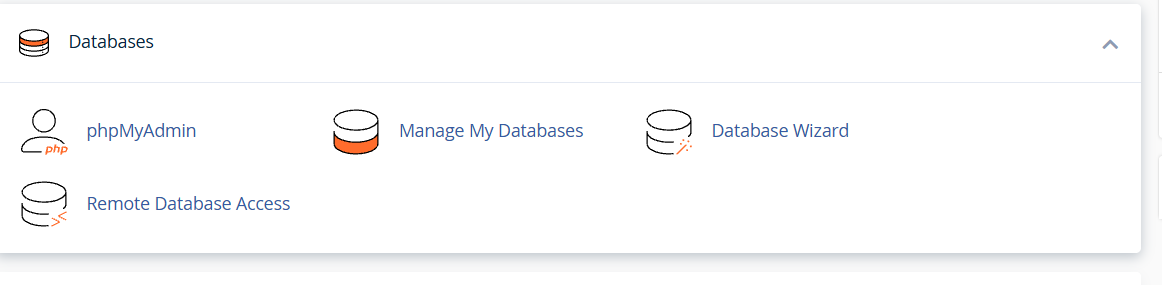 Databases
phpMyAdmin
php
Manage My Databases
Database Wizard
Remote Database Access